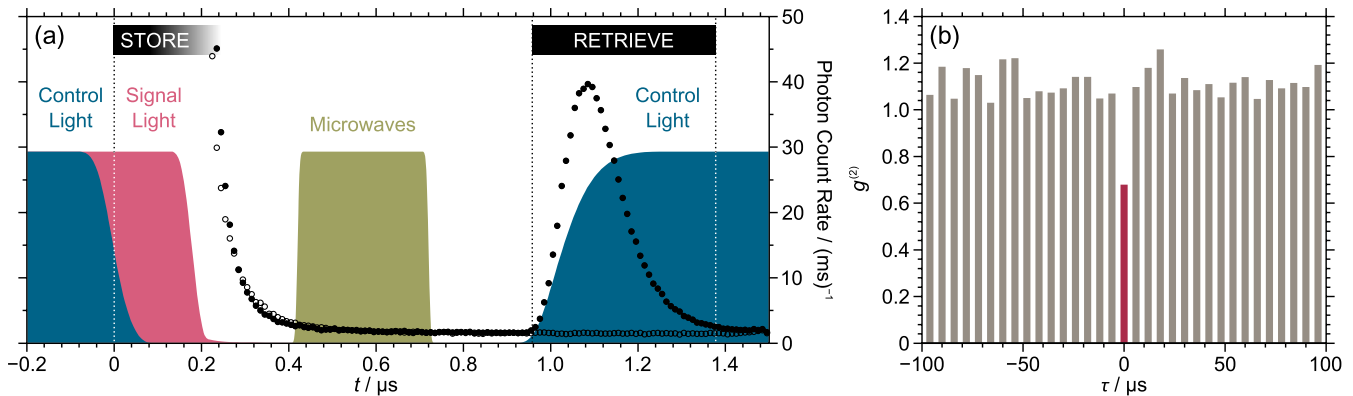 (a)
STORE
RETRIEVE
Control
Light
Signal
Light
Microwaves
Control
Light
50
40
30
20
10
0
Photon Count Rate / (ms)⁻¹
−0.2
0
0.2
0.4
0.6
0.8
1.0
1.2
1.4
t / μs
(b)
1.4
1.2
1.0
0.8
0.6
0.4
0.2
0
g⁽²⁾
−100
−50
0
50
100
τ / μs